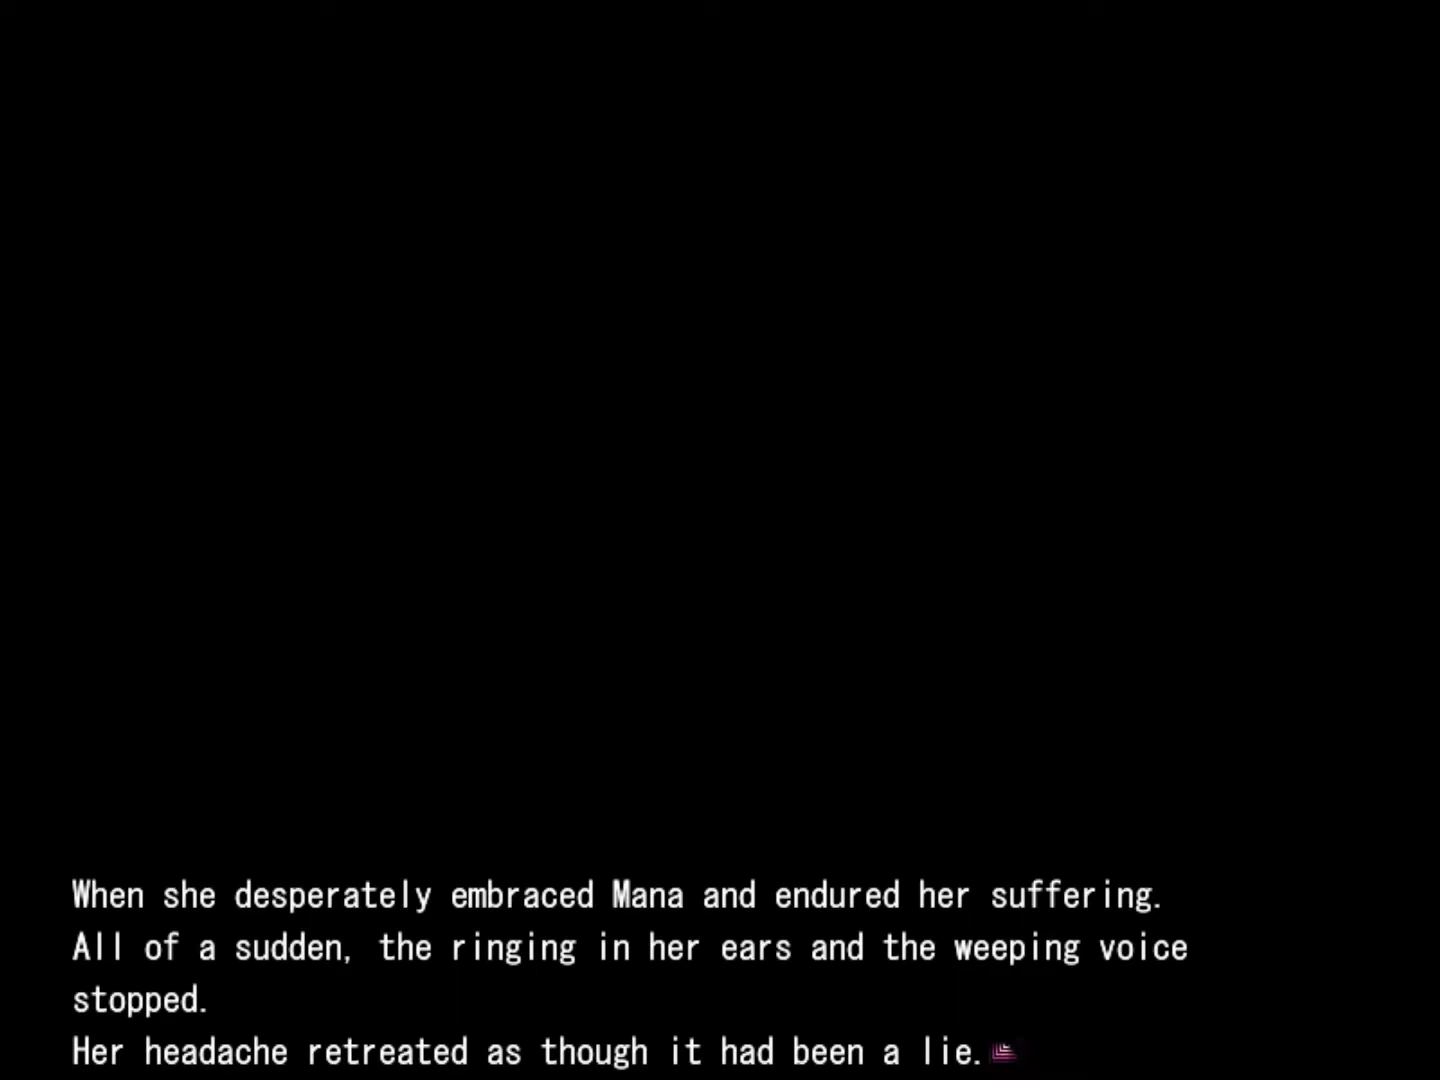 When she desperately embraced Mana and endured her suffering.
All of a sudden, the ringing in her ears and the weeping voice
stopped.
Her headache retreated as though it had been a lie.